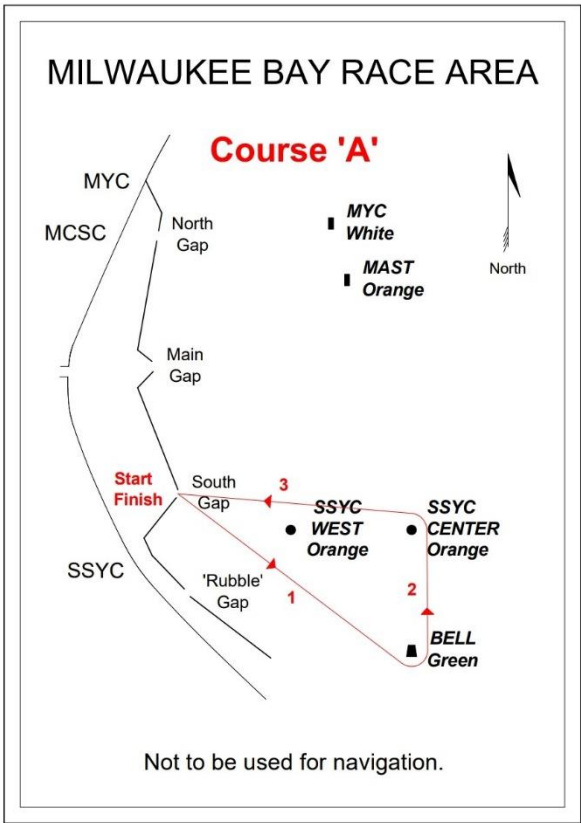 MILWAUKEE BAY RACE AREA
Course 'A'
MYC
MCSC
North
Gap
MYC
White
MAST
Orange
North
Main
Gap
Start
Finish
South
Gap
3
SSYC
WEST
Orange
SSYC
CENTER
Orange
SSYC
'Rubble'
Gap
1
2
BELL
Green
Not to be used for navigation.